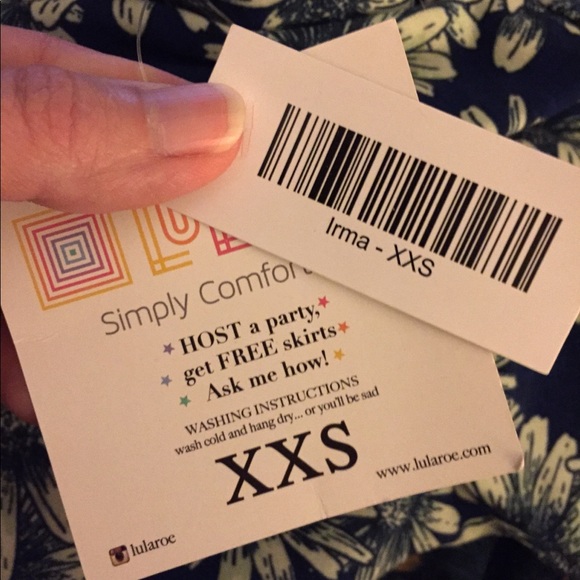 Irma - XXS
Simply Comfor
HOST a party,
get FREE skirts
Ask me how!
WASHING INSTRUCTIONS
wash cold and hang dry... or you'll be sad
XXS
www.lularoe.com
lularoe